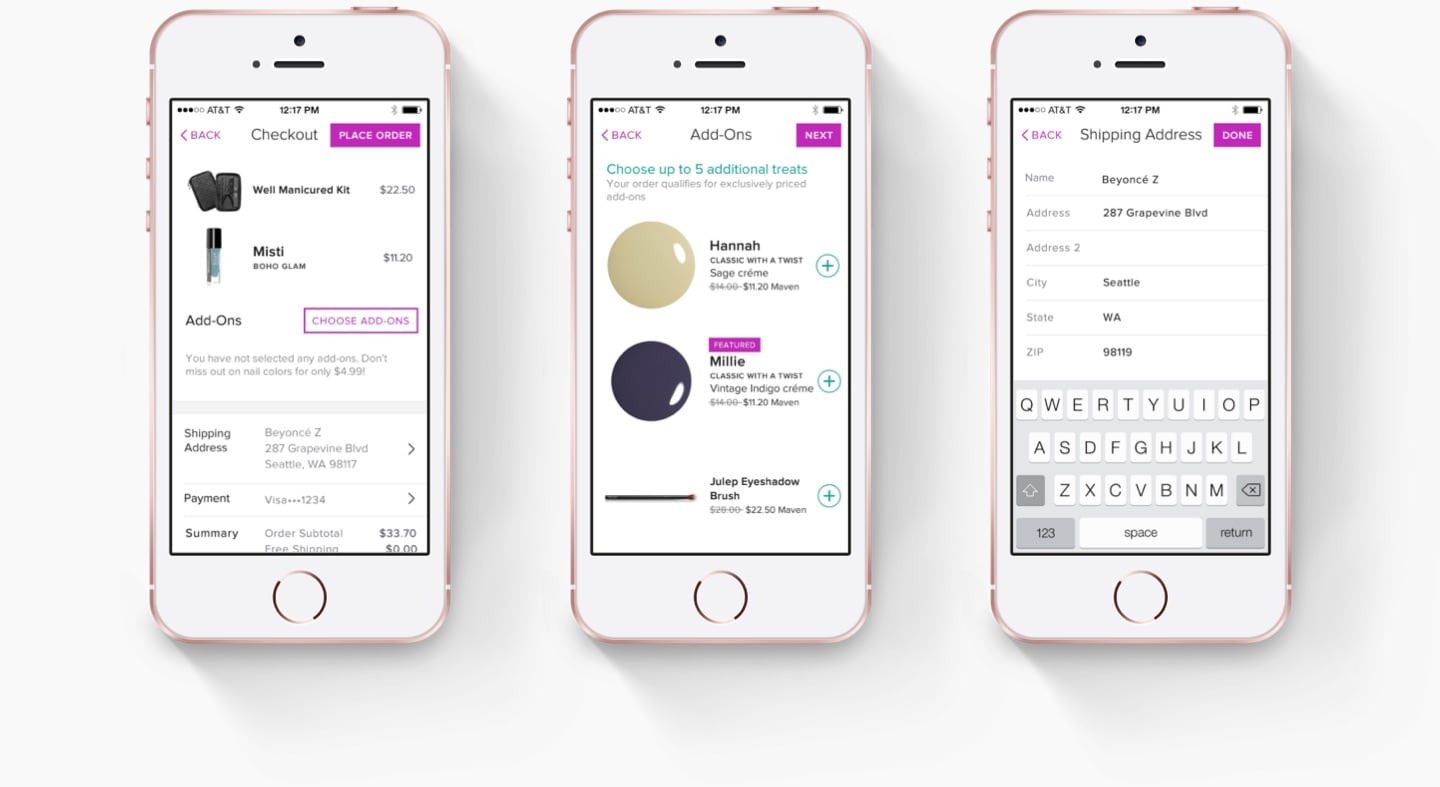 AT&T 12:17 PM
BACK Checkout PLACE ORDER
Well Manicured Kit $22.50
Misti
BOHO GLAM $11.20
Add-Ons CHOOSE ADD-ONS
You have not selected any add-ons. Don't
miss out on nail colors for only $4.99!
Shipping Address
Beyoncé Z
287 Grapevine Blvd
Seattle, WA 98117
Payment Visa•••1234
Summary Order Subtotal $33.70
Free Shipping $0.00
AT&T 12:17 PM
BACK Add-Ons NEXT
Choose up to 5 additional treats
Your order qualifies for exclusively priced
add-ons
Hannah
CLASSIC WITH A TWIST
Sage créme
$14.00 $11.20 Maven
FEATURED
Millie
CLASSIC WITH A TWIST
Vintage Indigo créme
$14.00 $11.20 Maven
Julep Eyeshadow
Brush
$28.00 $22.50 Maven
AT&T 12:17 PM
BACK Shipping Address DONE
Name Beyoncé Z
Address 287 Grapevine Blvd
Address 2
City Seattle
State WA
ZIP 98119
Q W E R T Y U I O P
A S D F G H J K L
Z X C V B N M
123 space return